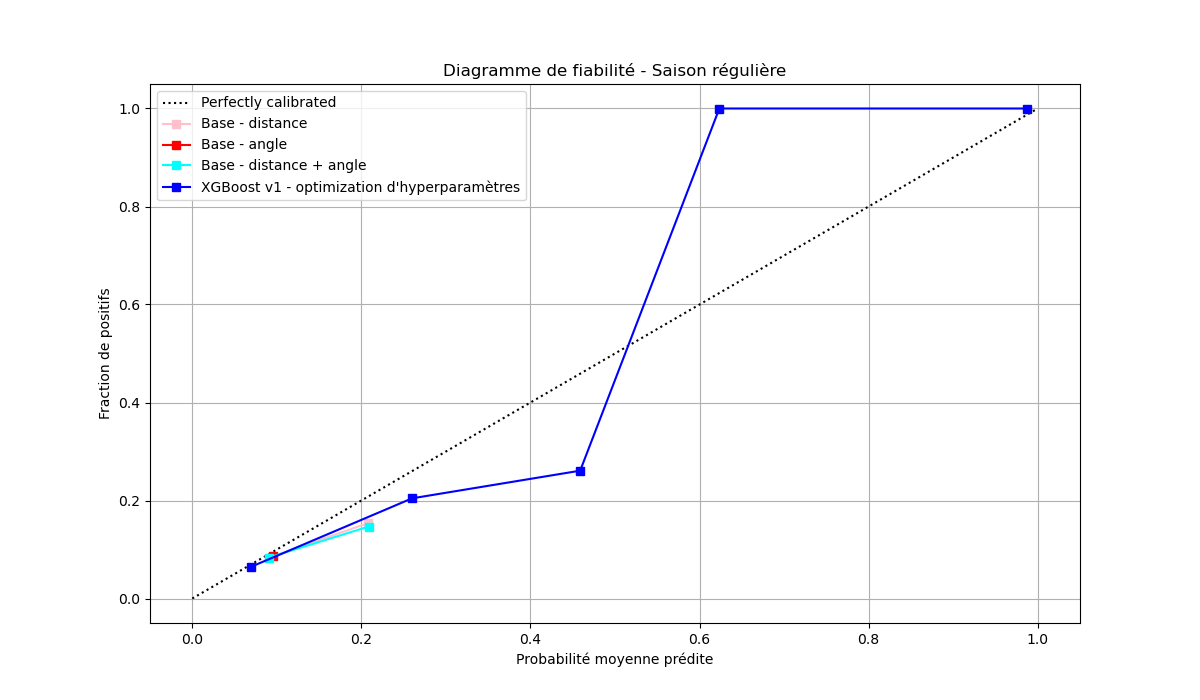 Diagramme de fiabilité - Saison régulière
Perfectly calibrated
Base - distance
Base - angle
Base - distance + angle
XGBoost v1 - optimization d'hyperparamètres
Fraction de positifs
1.0
0.8
0.6
0.4
0.2
0.0
0.0 0.2 0.4 0.6 0.8 1.0
Probabilité moyenne prédite